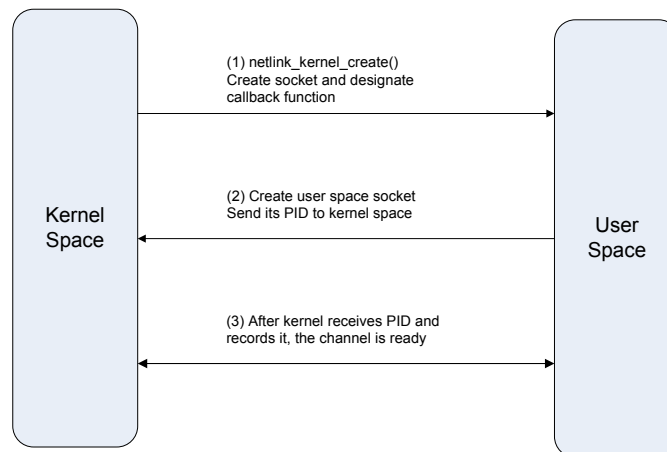 (1) netlink_kernel_create()
Create socket and designate
callback function
(2) Create user space socket
Send its PID to kernel space
Kernel
Space
User
Space
(3) After kernel receives PID and
records it, the channel is ready